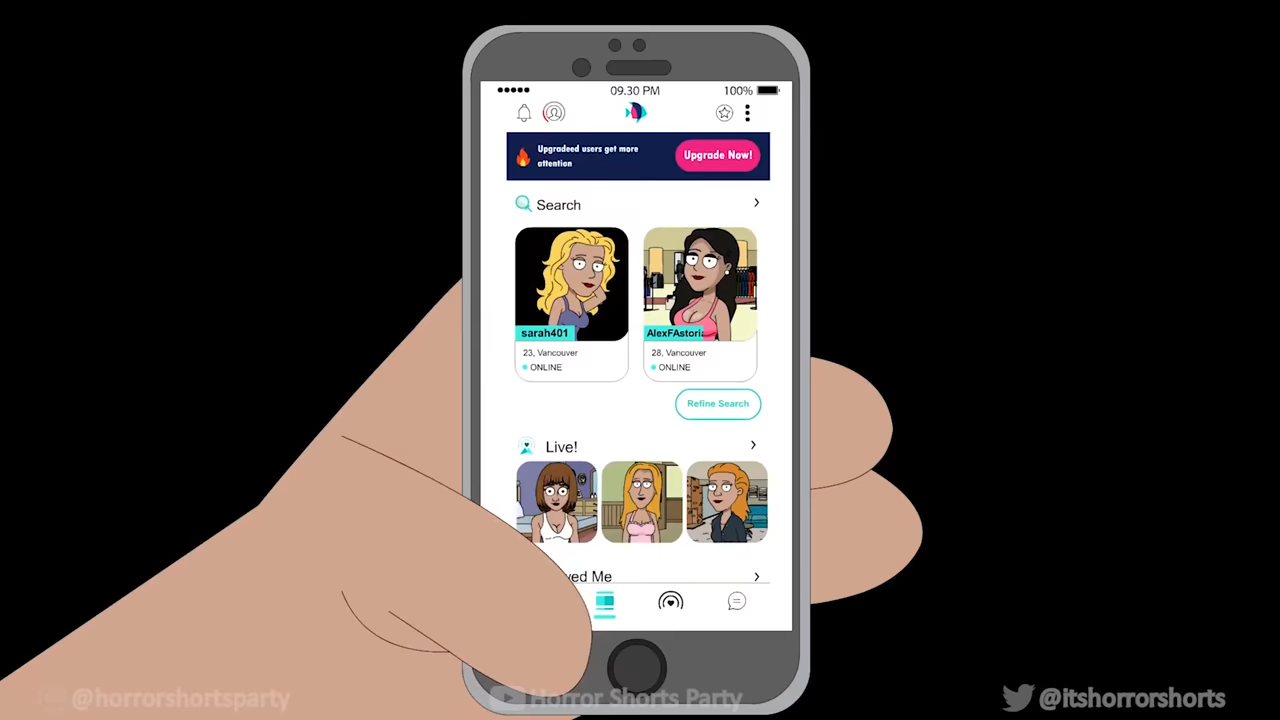 09.30 PM
100%
Upgradeed users get more
attention
Upgrade Now!
Search
sarah401
AlexFAstoria
23, Vancouver
28, Vancouver
ONLINE
ONLINE
Refine Search
Live!
wed Me
@horrorshortsparty
Horror Shorts Party
@itshorrorshorts